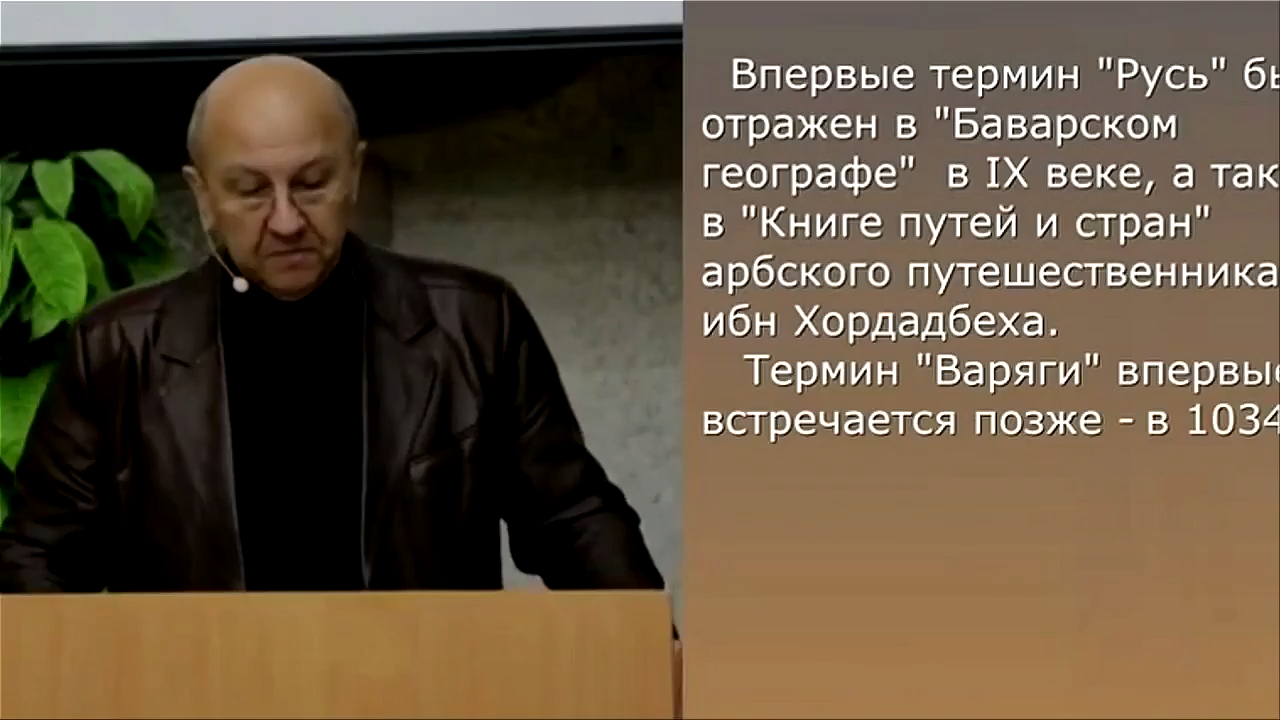 Впервые термин "Русь" бы
отражен в "Баварском
географе" в IX веке, а так
в "Книге путей и стран"
арбского путешественника
ибн Хордадбеха.
Термин "Варяги" впервые
встречается позже - в 1034